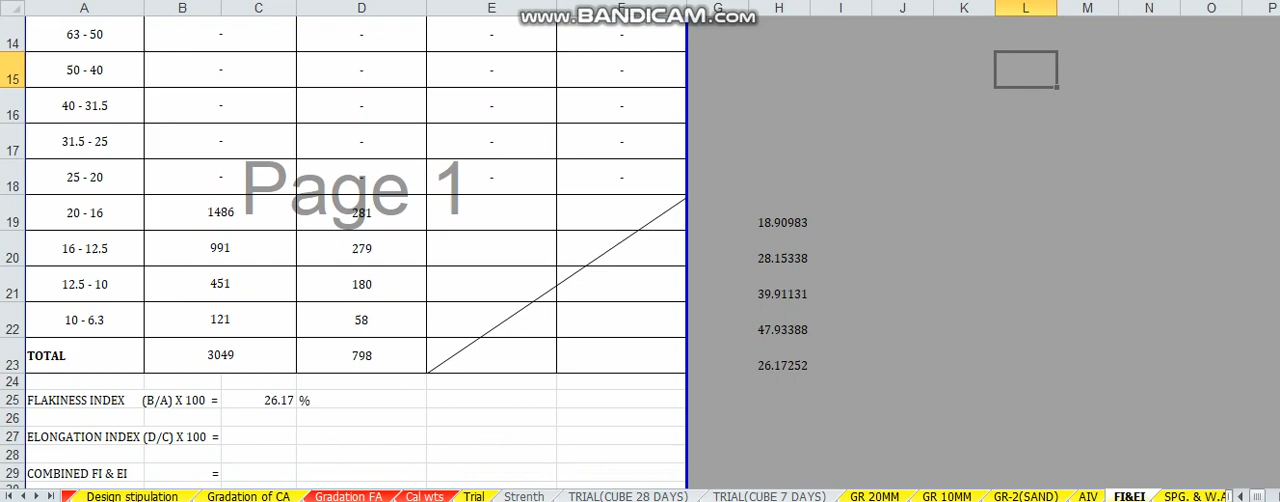 www.BANDICAM.com
A B C D E F G H I J K L M N O P
14 63 - 50 - - - -
15 50 - 40 - - - -
16 40 - 31.5 - - - -
17 31.5 - 25 - - - -
Page 1
18 25 - 20 - - - -
19 20 - 16 1486 281 18.90983
20 16 - 12.5 991 279 28.15338
21 12.5 - 10 451 180 39.91131
22 10 - 6.3 121 58 47.93388
23 TOTAL 3049 798 26.17252
24
25 FLAKINESS INDEX (B/A) X 100 = 26.17 %
26
27 ELONGATION INDEX (D/C) X 100 =
28
29 COMBINED FI & EI =
Design stipulation Gradation of CA Gradation FA Cal wts Trial Strenth TRIAL(CUBE 28 DAYS) TRIAL(CUBE 7 DAYS) GR 20MM GR 10MM GR-2(SAND) AIV FI&EI SPG. & W.A